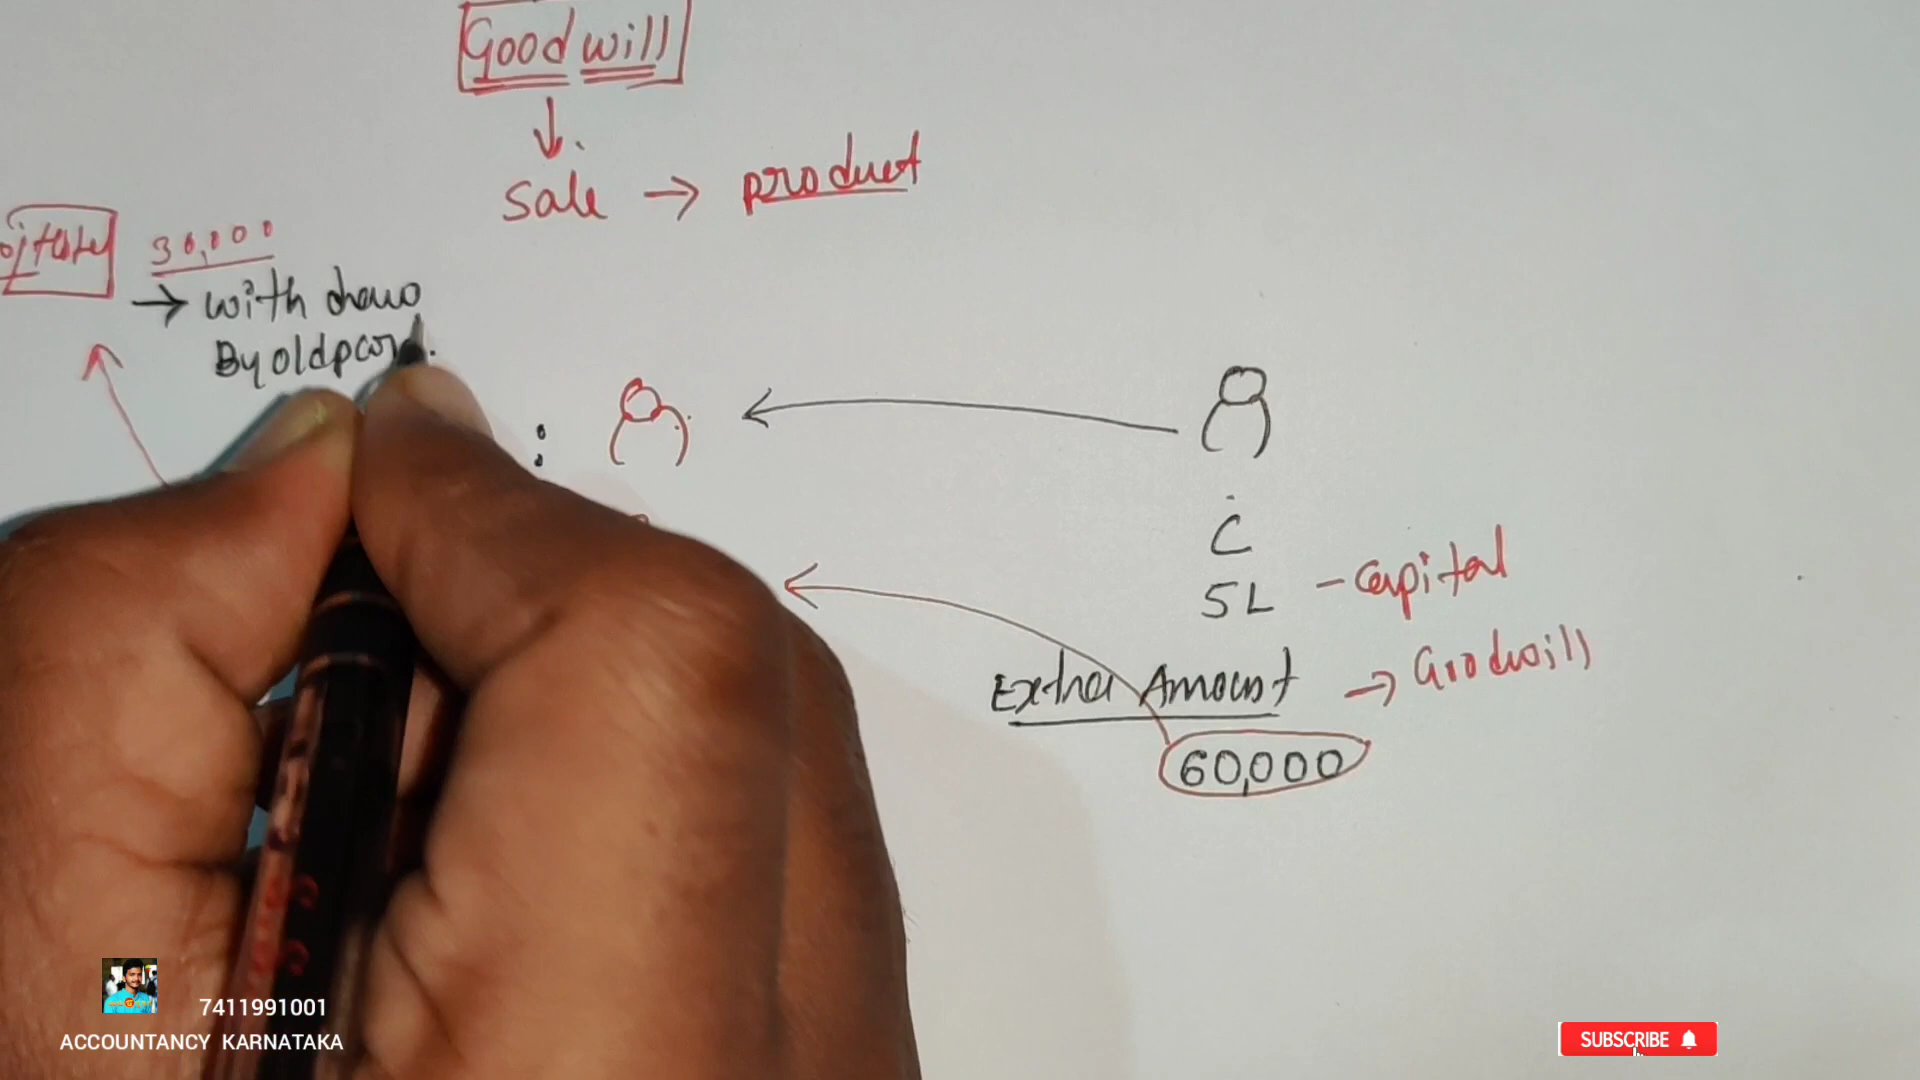 Goodwill
↓
Sale → product
30,000
→ with draw
By old part
C
5L - Capital
Extra Amount → Goodwill
60,000
7411991001
ACCOUNTANCY KARNATAKA
SUBSCRIBE